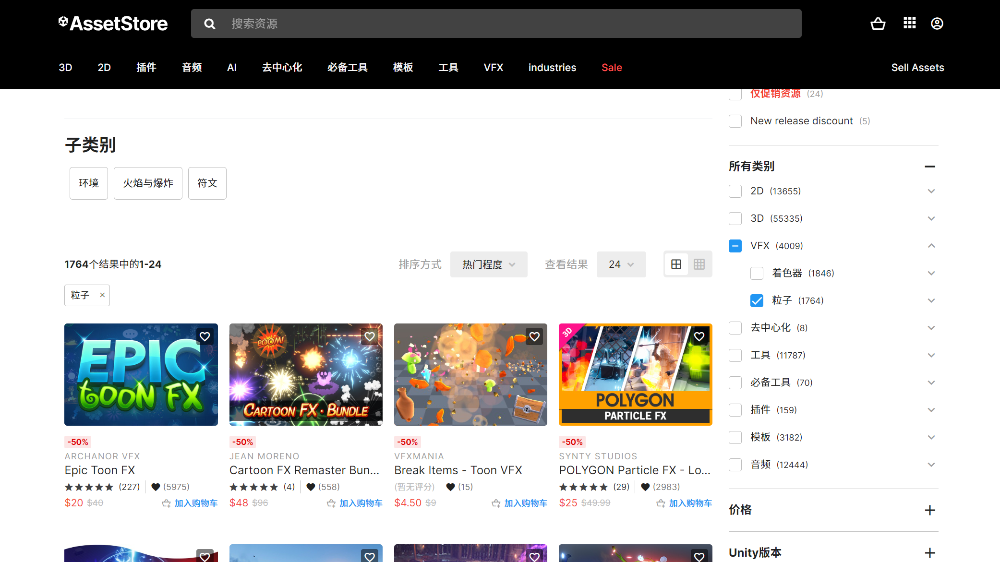 AssetStore
搜索资源
3D 2D 插件 音频 AI 去中心化 必备工具 模板 工具 VFX industries Sale Sell Assets
仅促销资源 (24)
New release discount (5)
子类别
环境 火焰与爆炸 符文
1764个结果中的1-24
排序方式 热门程度 查看结果 24
粒子 ×
EPIC
TOON FX
-50%
ARCHANOR VFX
Epic Toon FX
(227) (5975)
$20 $40 加入购物车
BOOM!
CARTOON FX • BUNDLE
-50%
JEAN MORENO
Cartoon FX Remaster Bun...
(4) (558)
$48 $96 加入购物车
-50%
VFXMANIA
Break Items - Toon VFX
(暂无评分) (15)
$4.50 $9 加入购物车
3D
POLYGON
PARTICLE FX
-50%
SYNTY STUDIOS
POLYGON Particle FX - Lo...
(29) (2983)
$25 $49.99 加入购物车
所有类别
2D (13655)
3D (55335)
VFX (4009)
着色器 (1846)
粒子 (1764)
去中心化 (8)
工具 (11787)
必备工具 (70)
插件 (159)
模板 (3182)
音频 (12444)
价格
Unity版本